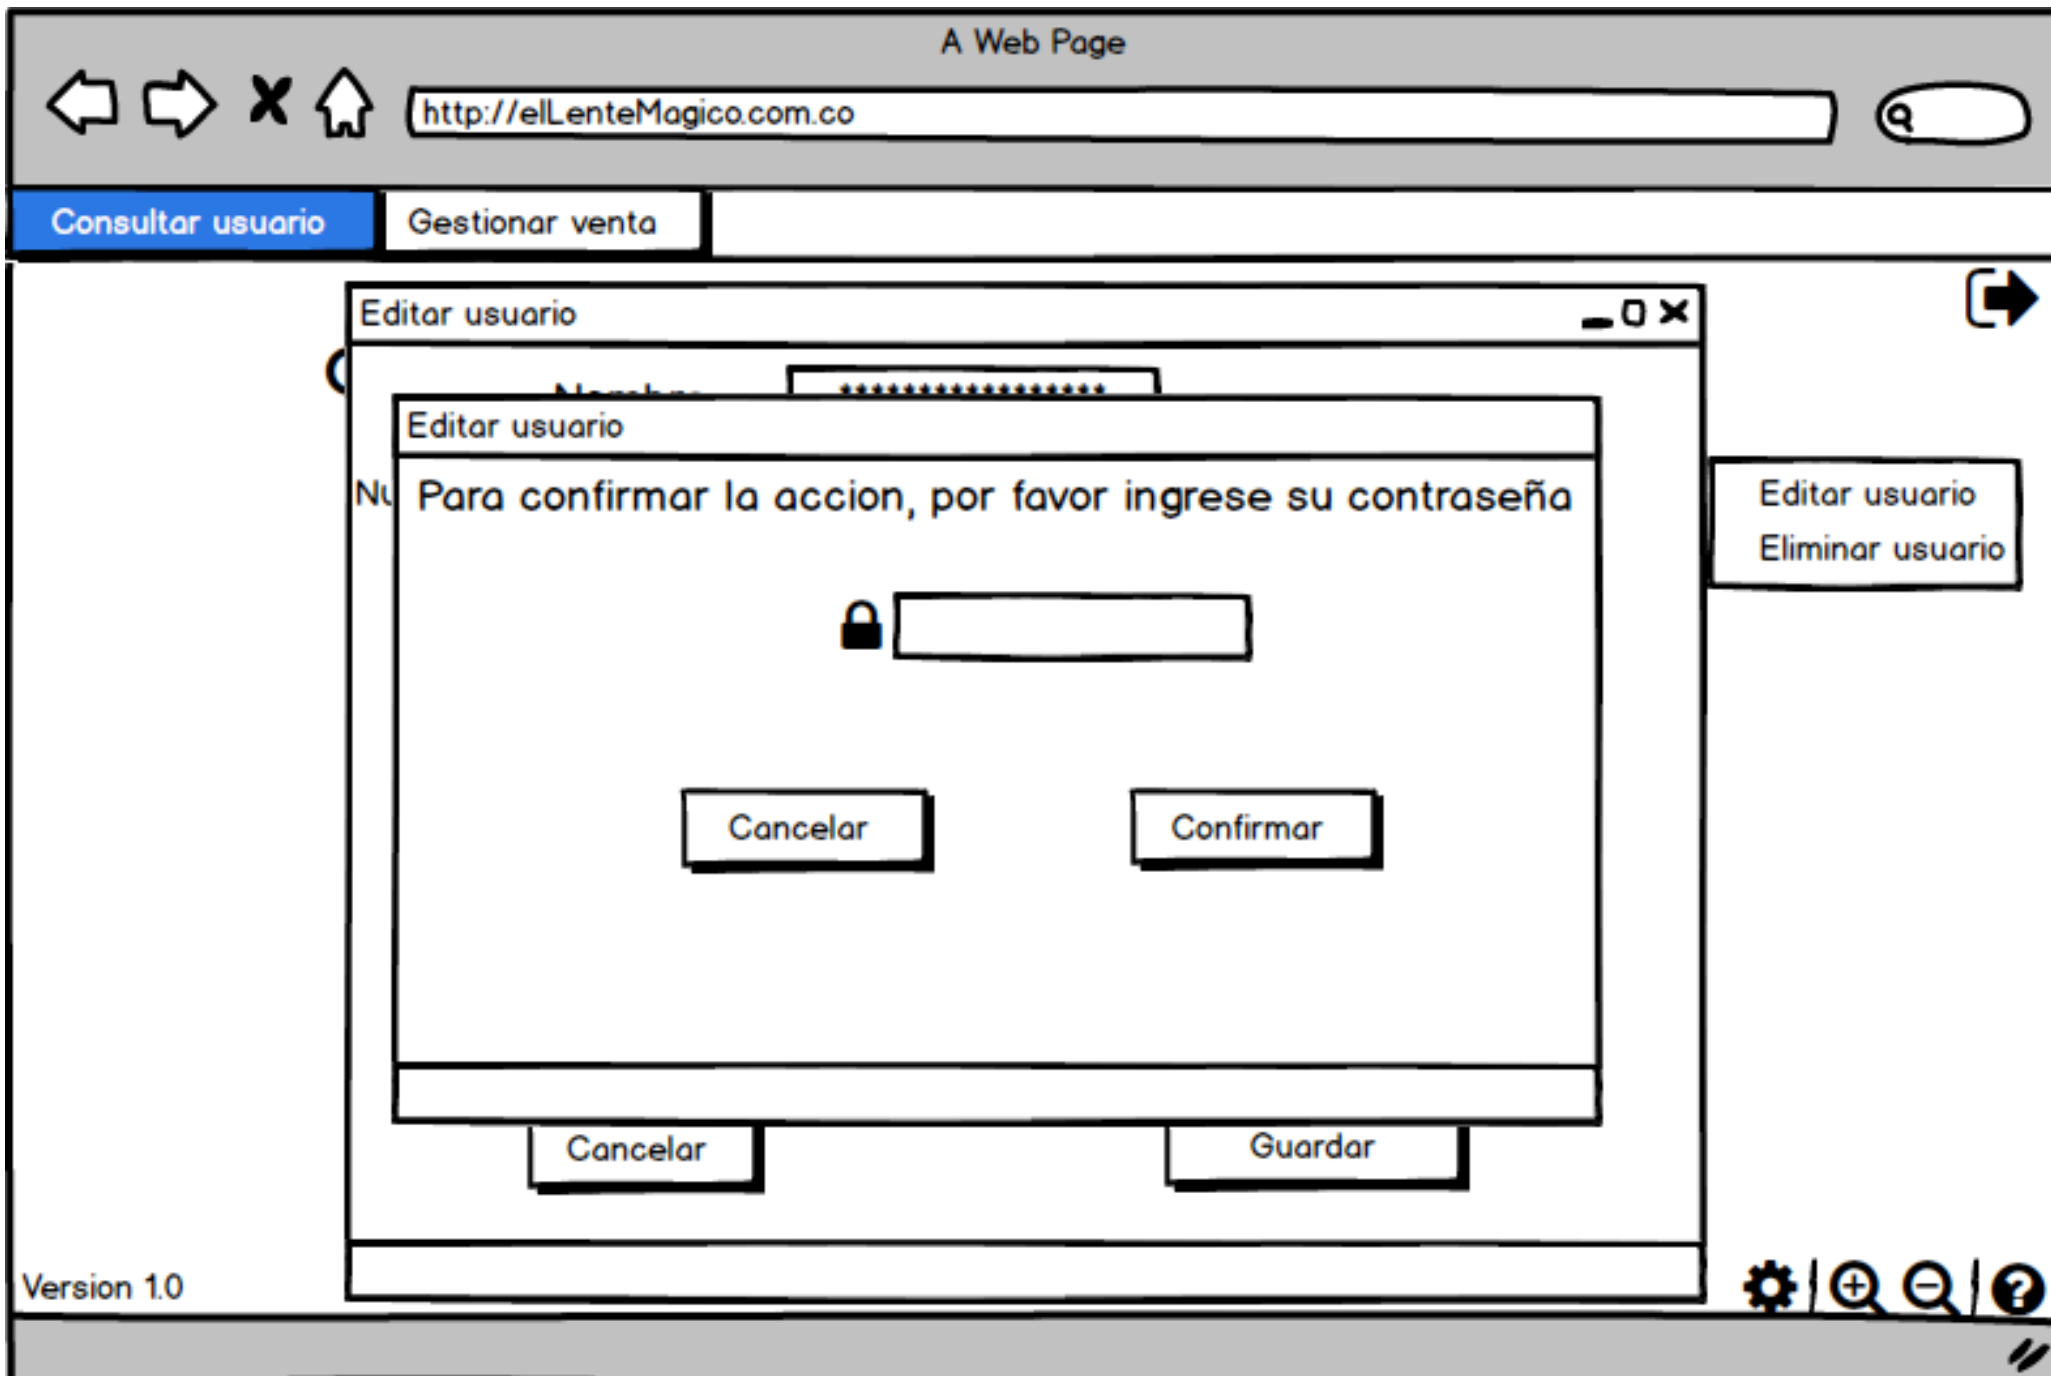 A Web Page
http://elLenteMagico.com.co
Consultar usuario
Gestionar venta
Editar usuario
****************
Editar usuario
Para confirmar la accion, por favor ingrese su contraseña
Editar usuario
Eliminar usuario
Cancelar
Confirmar
Cancelar
Guardar
Version 1.0